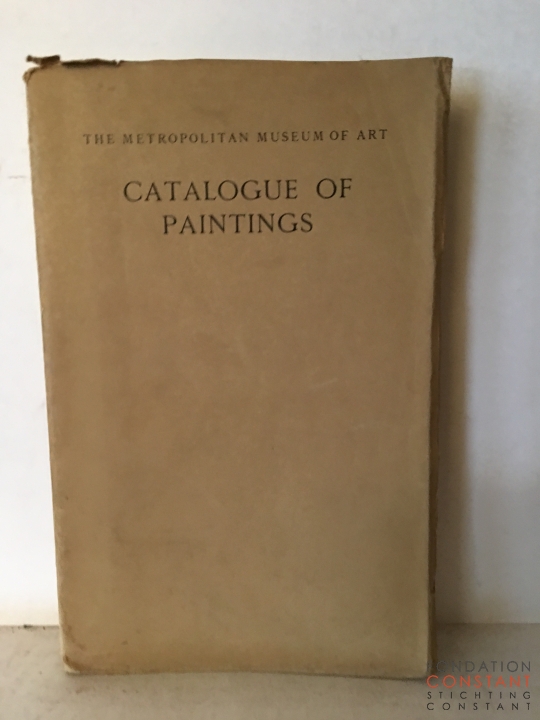 THE METROPOLITAN MUSEUM OF ART
CATALOGUE OF
PAINTINGS
FONDATION
CONSTANT
STICHTING
CONSTANT